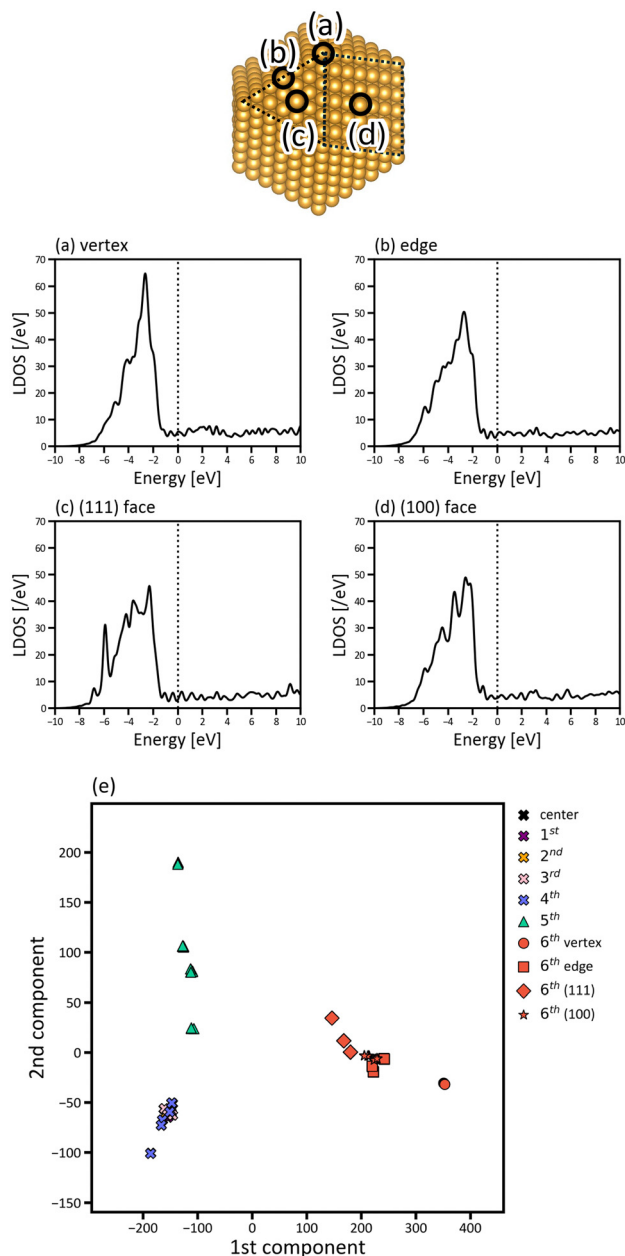 (a)
(b)
(c)
(d)
(a) vertex
LDOS [/eV]
70
60
50
40
30
20
10
0
−10 −8 −6 −4 −2 0 2 4 6 8 10
Energy [eV]
(b) edge
LDOS [/eV]
70
60
50
40
30
20
10
0
−10 −8 −6 −4 −2 0 2 4 6 8 10
Energy [eV]
(c) (111) face
LDOS [/eV]
70
60
50
40
30
20
10
0
−10 −8 −6 −4 −2 0 2 4 6 8 10
Energy [eV]
(d) (100) face
LDOS [/eV]
70
60
50
40
30
20
10
0
−10 −8 −6 −4 −2 0 2 4 6 8 10
Energy [eV]
(e)
2nd component
200
150
100
50
0
−50
−100
−150
−200 −100 0 100 200 300 400
1st component
center
1st
2nd
3rd
4th
5th
6th vertex
6th edge
6th (111)
6th (100)